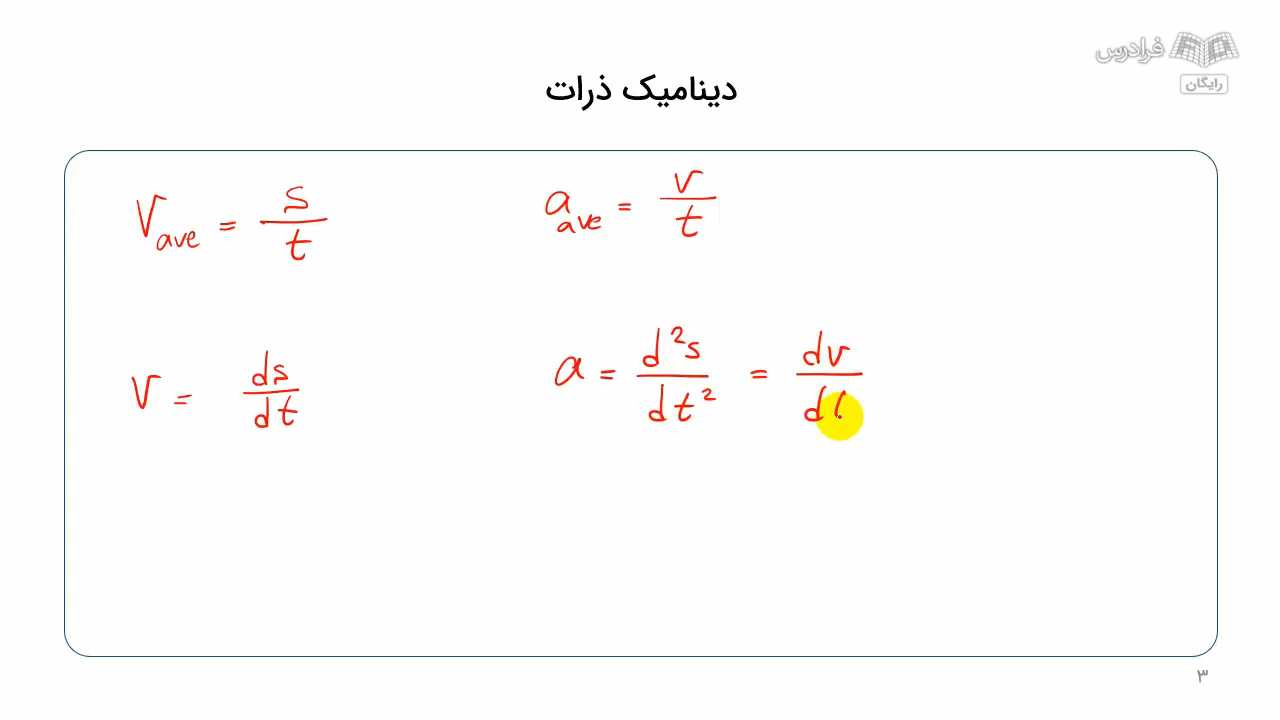 فرادرس
رایگان
دینامیک ذرات
V_ave = s/t
a_ave = v/t
V = ds/dt
a = d²s/dt² = dv/d
۳